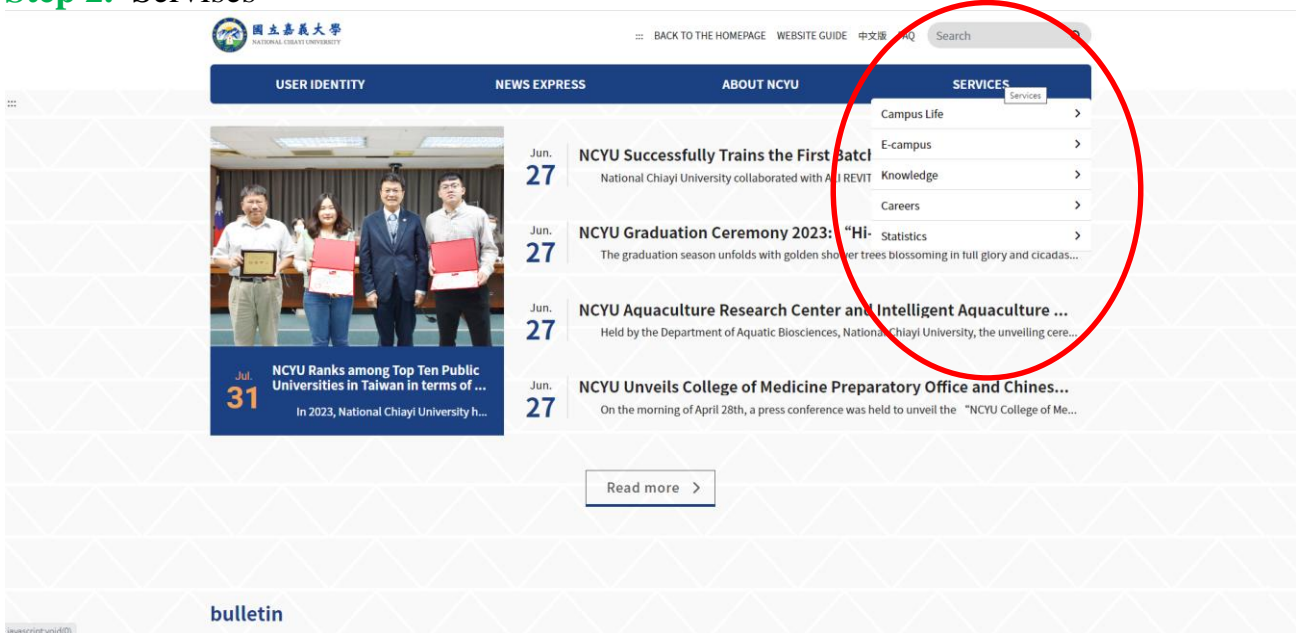 Step 2: Servises
國立嘉義大學
NATIONAL CHIAYI UNIVERSITY
::: BACK TO THE HOMEPAGE WEBSITE GUIDE 中文版 FAQ Search
USER IDENTITY NEWS EXPRESS ABOUT NCYU SERVICES
Services
:::
Campus Life
E-campus
Knowledge
Careers
Statistics
Jun.
27
NCYU Successfully Trains the First Batch
National Chiayi University collaborated with ALI REVIT
Jun.
27
NCYU Graduation Ceremony 2023: “Hi-
The graduation season unfolds with golden shower trees blossoming in full glory and cicadas...
Jun.
27
NCYU Aquaculture Research Center and Intelligent Aquaculture ...
Held by the Department of Aquatic Biosciences, National Chiayi University, the unveiling cere...
Jun.
27
NCYU Unveils College of Medicine Preparatory Office and Chines...
On the morning of April 28th, a press conference was held to unveil the “NCYU College of Me...
Jul.
31
NCYU Ranks among Top Ten Public
Universities in Taiwan in terms of ...
In 2023, National Chiayi University h...
Read more
bulletin
javascript:void(0)